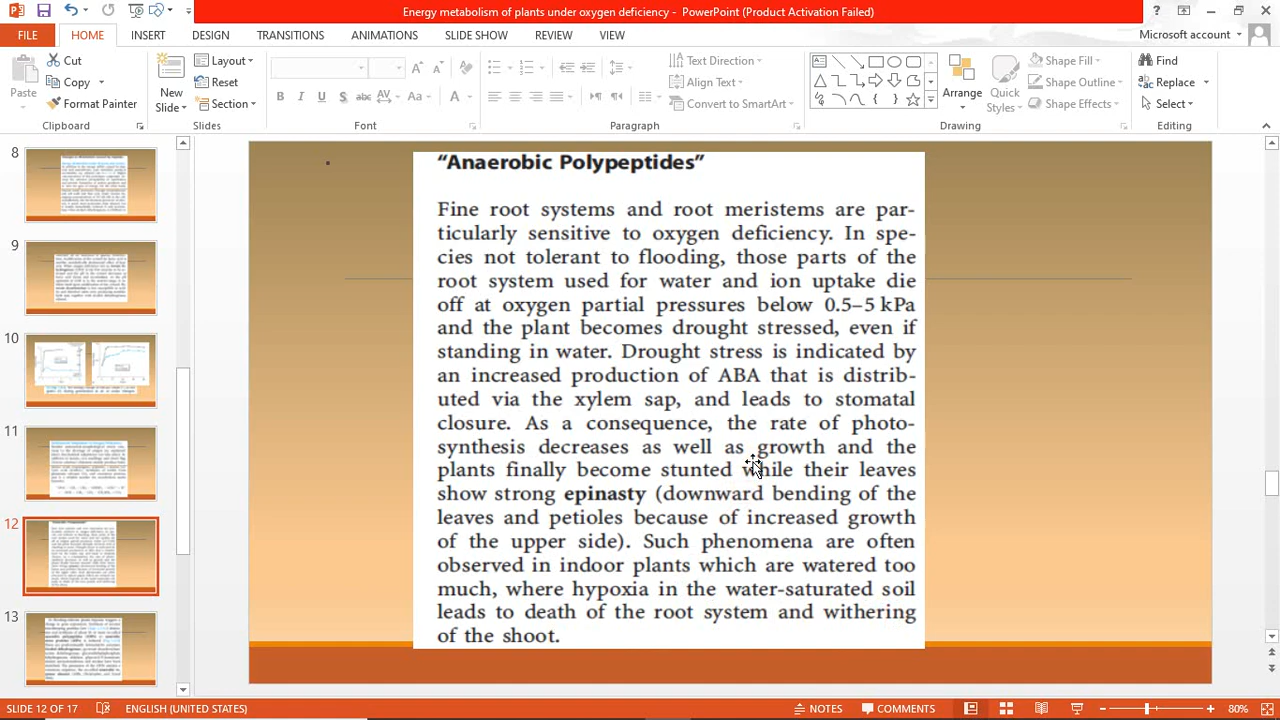 Energy metabolism of plants under oxygen deficiency - PowerPoint (Product Activation Failed)
FILE HOME INSERT DESIGN TRANSITIONS ANIMATIONS SLIDE SHOW REVIEW VIEW Microsoft account
Paste
Cut
Copy
Format Painter
Clipboard
New
Slide
Layout
Reset
Section
Slides
B I U S abc AV Aa A
Font
Text Direction
Align Text
Convert to SmartArt
Paragraph
Arrange
Quick
Styles
Shape Fill
Shape Outline
Shape Effects
Drawing
Find
Replace
Select
Editing
8
9
10
11
12
13
“Anaerobic Polypeptides”
Fine root systems and root meristems are par-
ticularly sensitive to oxygen deficiency. In spe-
cies not tolerant to flooding, these parts of the
root system used for water and ion uptake die
off at oxygen partial pressures below 0.5–5 kPa
and the plant becomes drought stressed, even if
standing in water. Drought stress is indicated by
an increased production of ABA that is distrib-
uted via the xylem sap, and leads to stomatal
closure. As a consequence, the rate of photo-
synthesis decreases as well as growth and the
plants finally become stunted while their leaves
show strong epinasty (downward bending of the
leaves and petioles because of increased growth
of the upper side). Such phenomena are often
observed in indoor plants which are watered too
much, where hypoxia in the water-saturated soil
leads to death of the root system and withering
of the shoot.
SLIDE 12 OF 17 ENGLISH (UNITED STATES) NOTES COMMENTS 80%